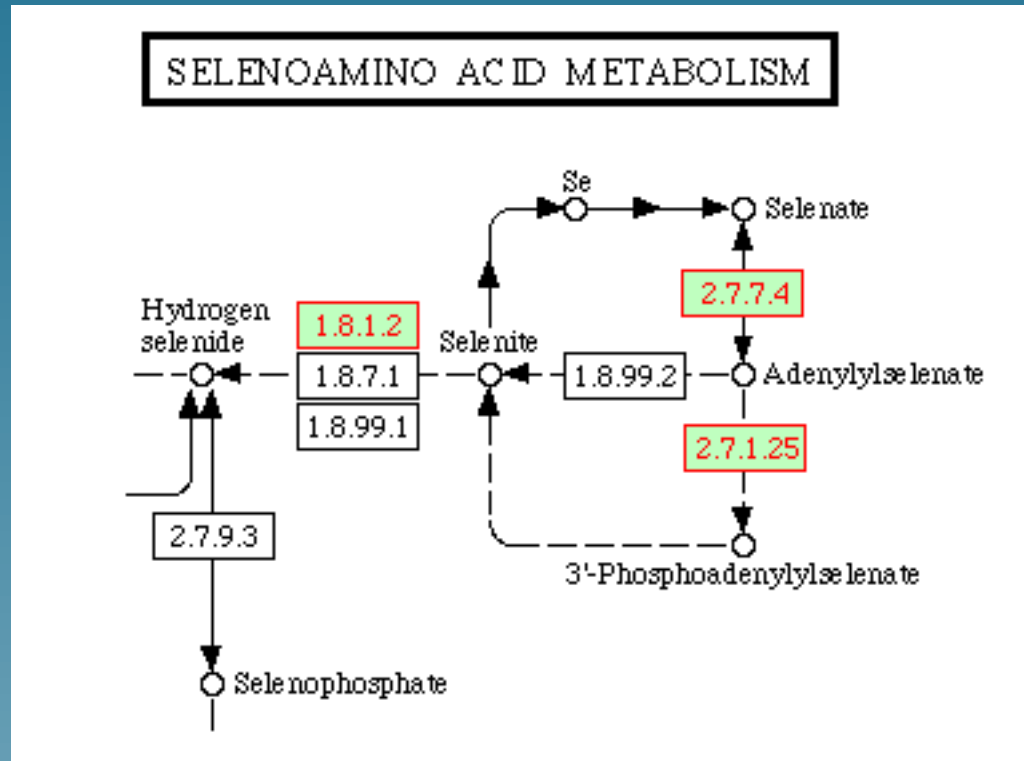 SELENOAMINO ACID METABOLISM
Se
Selenate
2.7.7.4
Hydrogen
selenide
1.8.1.2
Selenite
1.8.7.1
1.8.99.2
Adenylylselenate
1.8.99.1
2.7.1.25
2.7.9.3
3'-Phosphoadenylylselenate
Selenophosphate